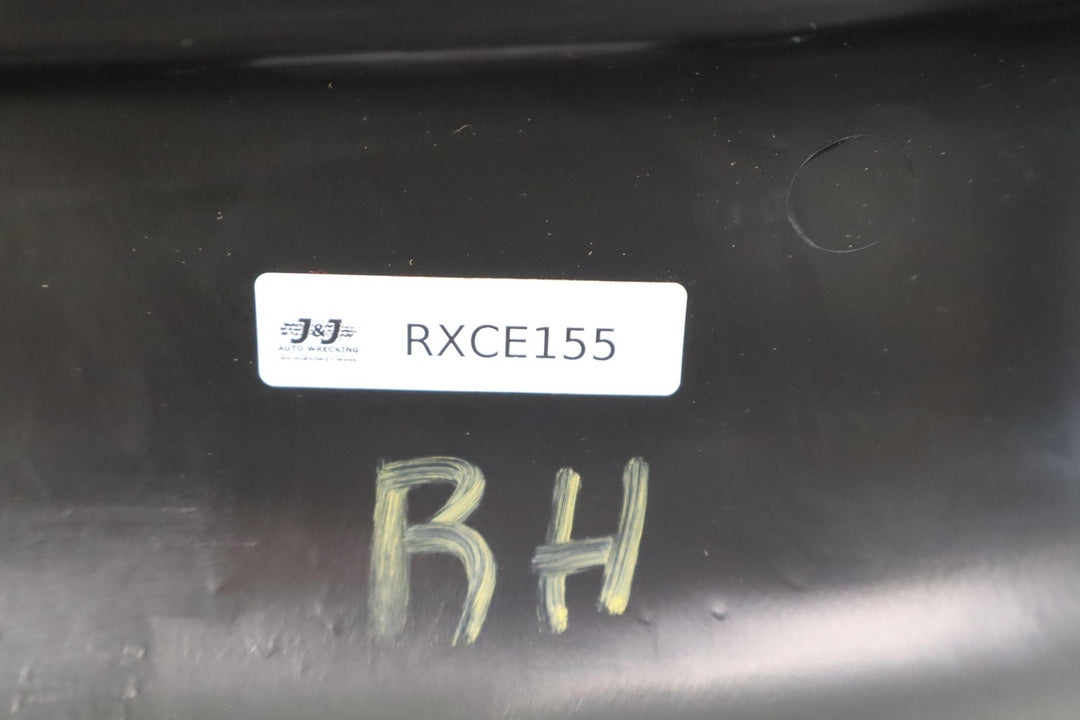 J&J
AUTO WRECKING
RXCE155
RH